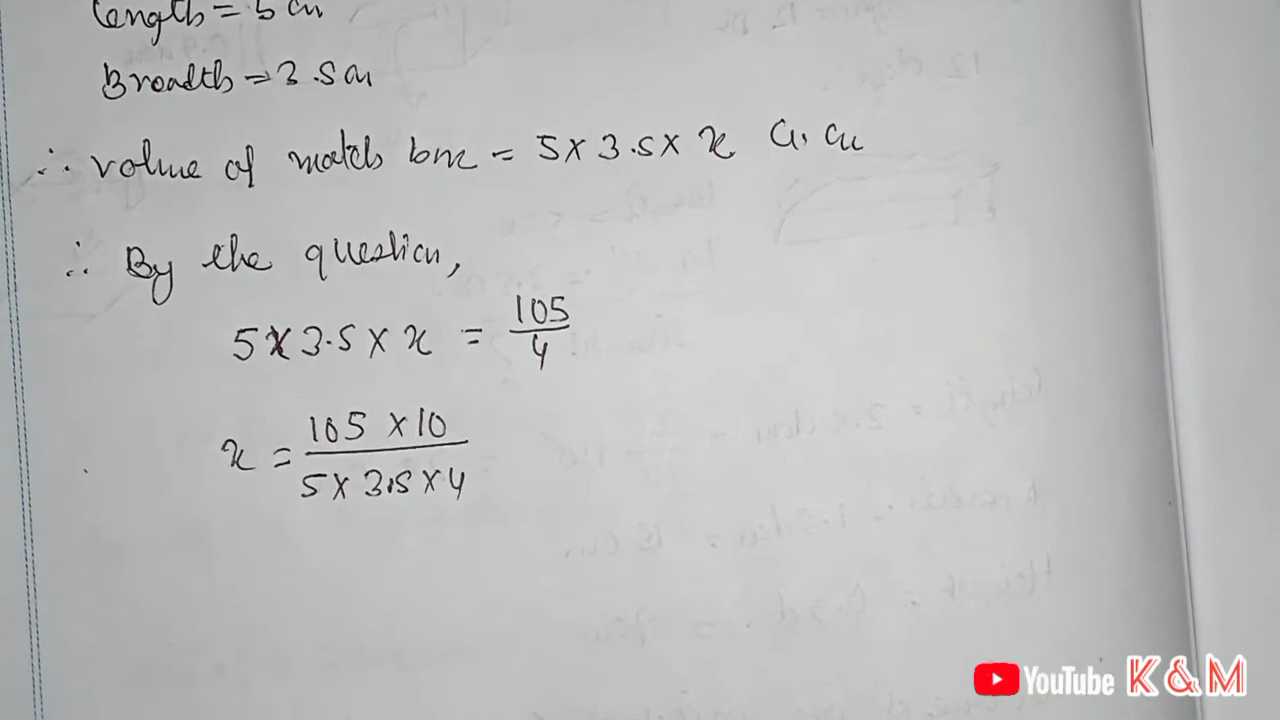 length = 5 cm
Breadth = 3.5 cm
∴ volume of match box = 5 × 3.5 × x cu. cm
∴ By the question,
5 × 3.5 × x = 105/4
x = (105 × 10)/(5 × 3.5 × 4)
YouTube K & M